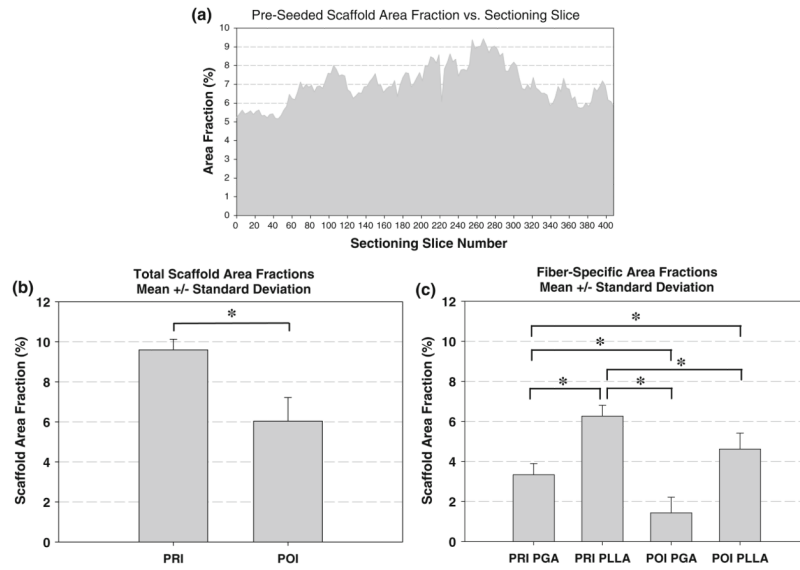 (a)
Pre-Seeded Scaffold Area Fraction vs. Sectioning Slice
Area Fraction (%)
10
9
8
7
6
5
4
3
2
1
0
0 20 40 60 80 100 120 140 160 180 200 220 240 260 280 300 320 340 360 380 400
Sectioning Slice Number
(b)
Total Scaffold Area Fractions
Mean +/- Standard Deviation
Scaffold Area Fraction (%)
12
10
8
6
4
2
0
*
PRI POI
(c)
Fiber-Specific Area Fractions
Mean +/- Standard Deviation
Scaffold Area Fraction (%)
12
10
8
6
4
2
0
*
*
*
* *
PRI PGA PRI PLLA POI PGA POI PLLA